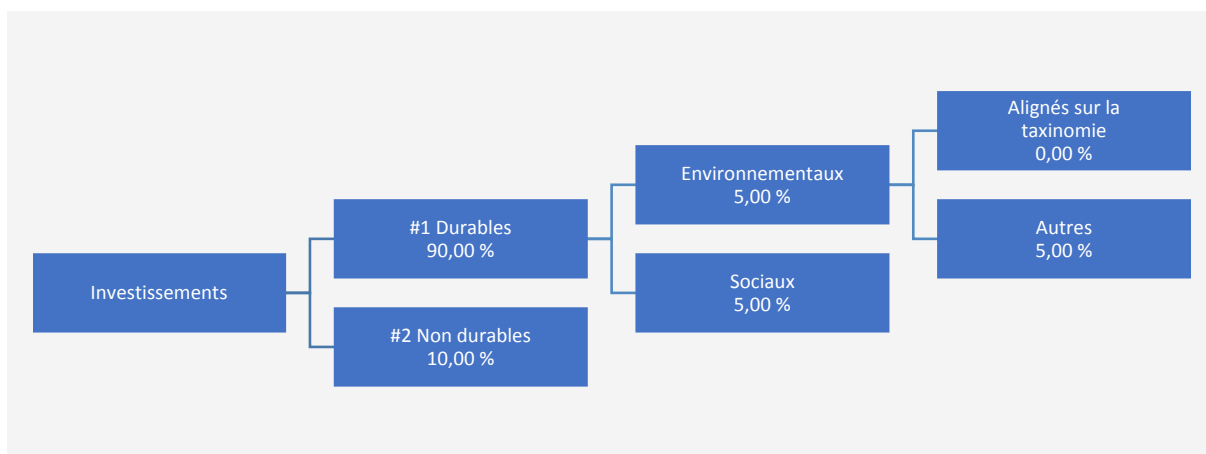 Investissements
#1 Durables
90,00 %
#2 Non durables
10,00 %
Environnementaux
5,00 %
Sociaux
5,00 %
Alignés sur la
taxinomie
0,00 %
Autres
5,00 %